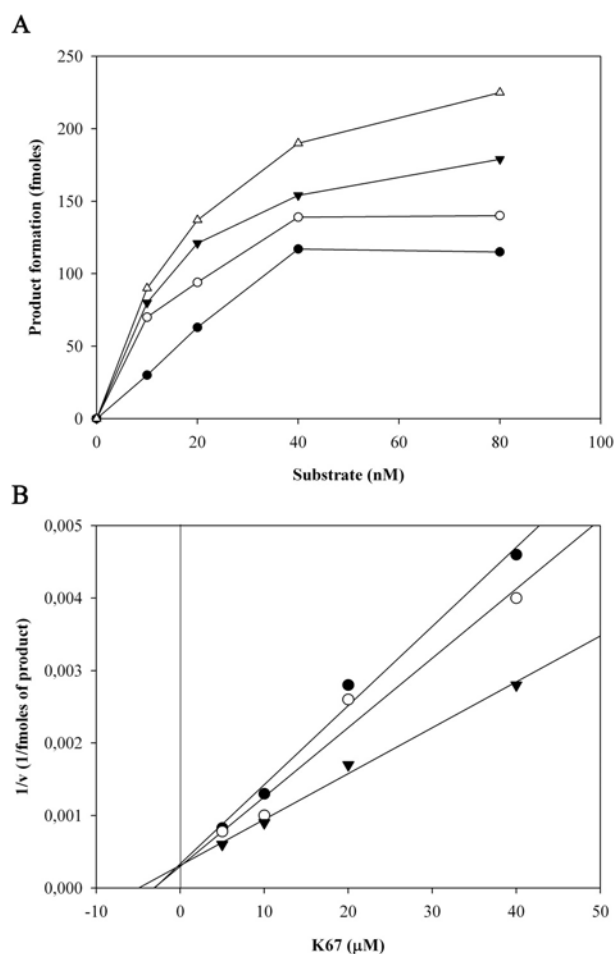 A
250
200
150
100
50
0
Product formation (fmoles)
0 20 40 60 80 100
Substrate (nM)
B
0,005
0,004
0,003
0,002
0,001
0,000
1/v (1/fmoles of product)
-10 0 10 20 30 40 50
K67 (µM)